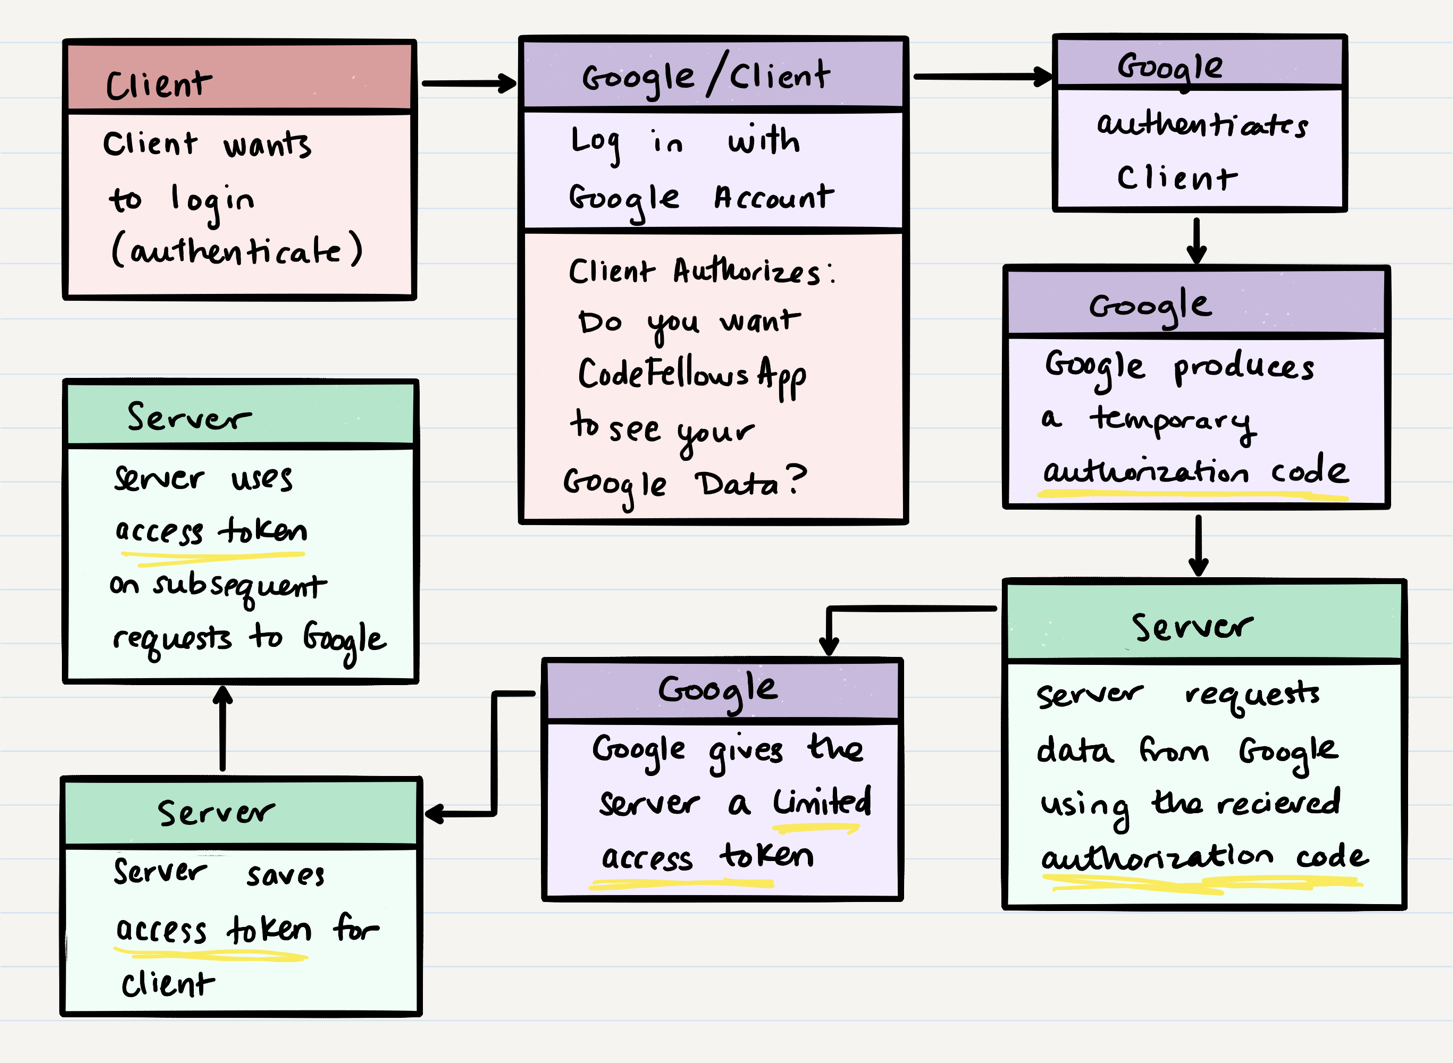 Client
Client wants
to login
(authenticate)
Google/Client
Log in with
Google Account
Client Authorizes:
Do you want
CodeFellows App
to see your
Google Data?
Google
authenticates
Client
Google
Google produces
a temporary
authorization code
Server
server requests
data from Google
using the recieved
authorization code
Google
Google gives the
server a limited
access token
Server
Server saves
access token for
client
Server
server uses
access token
on subsequent
requests to Google